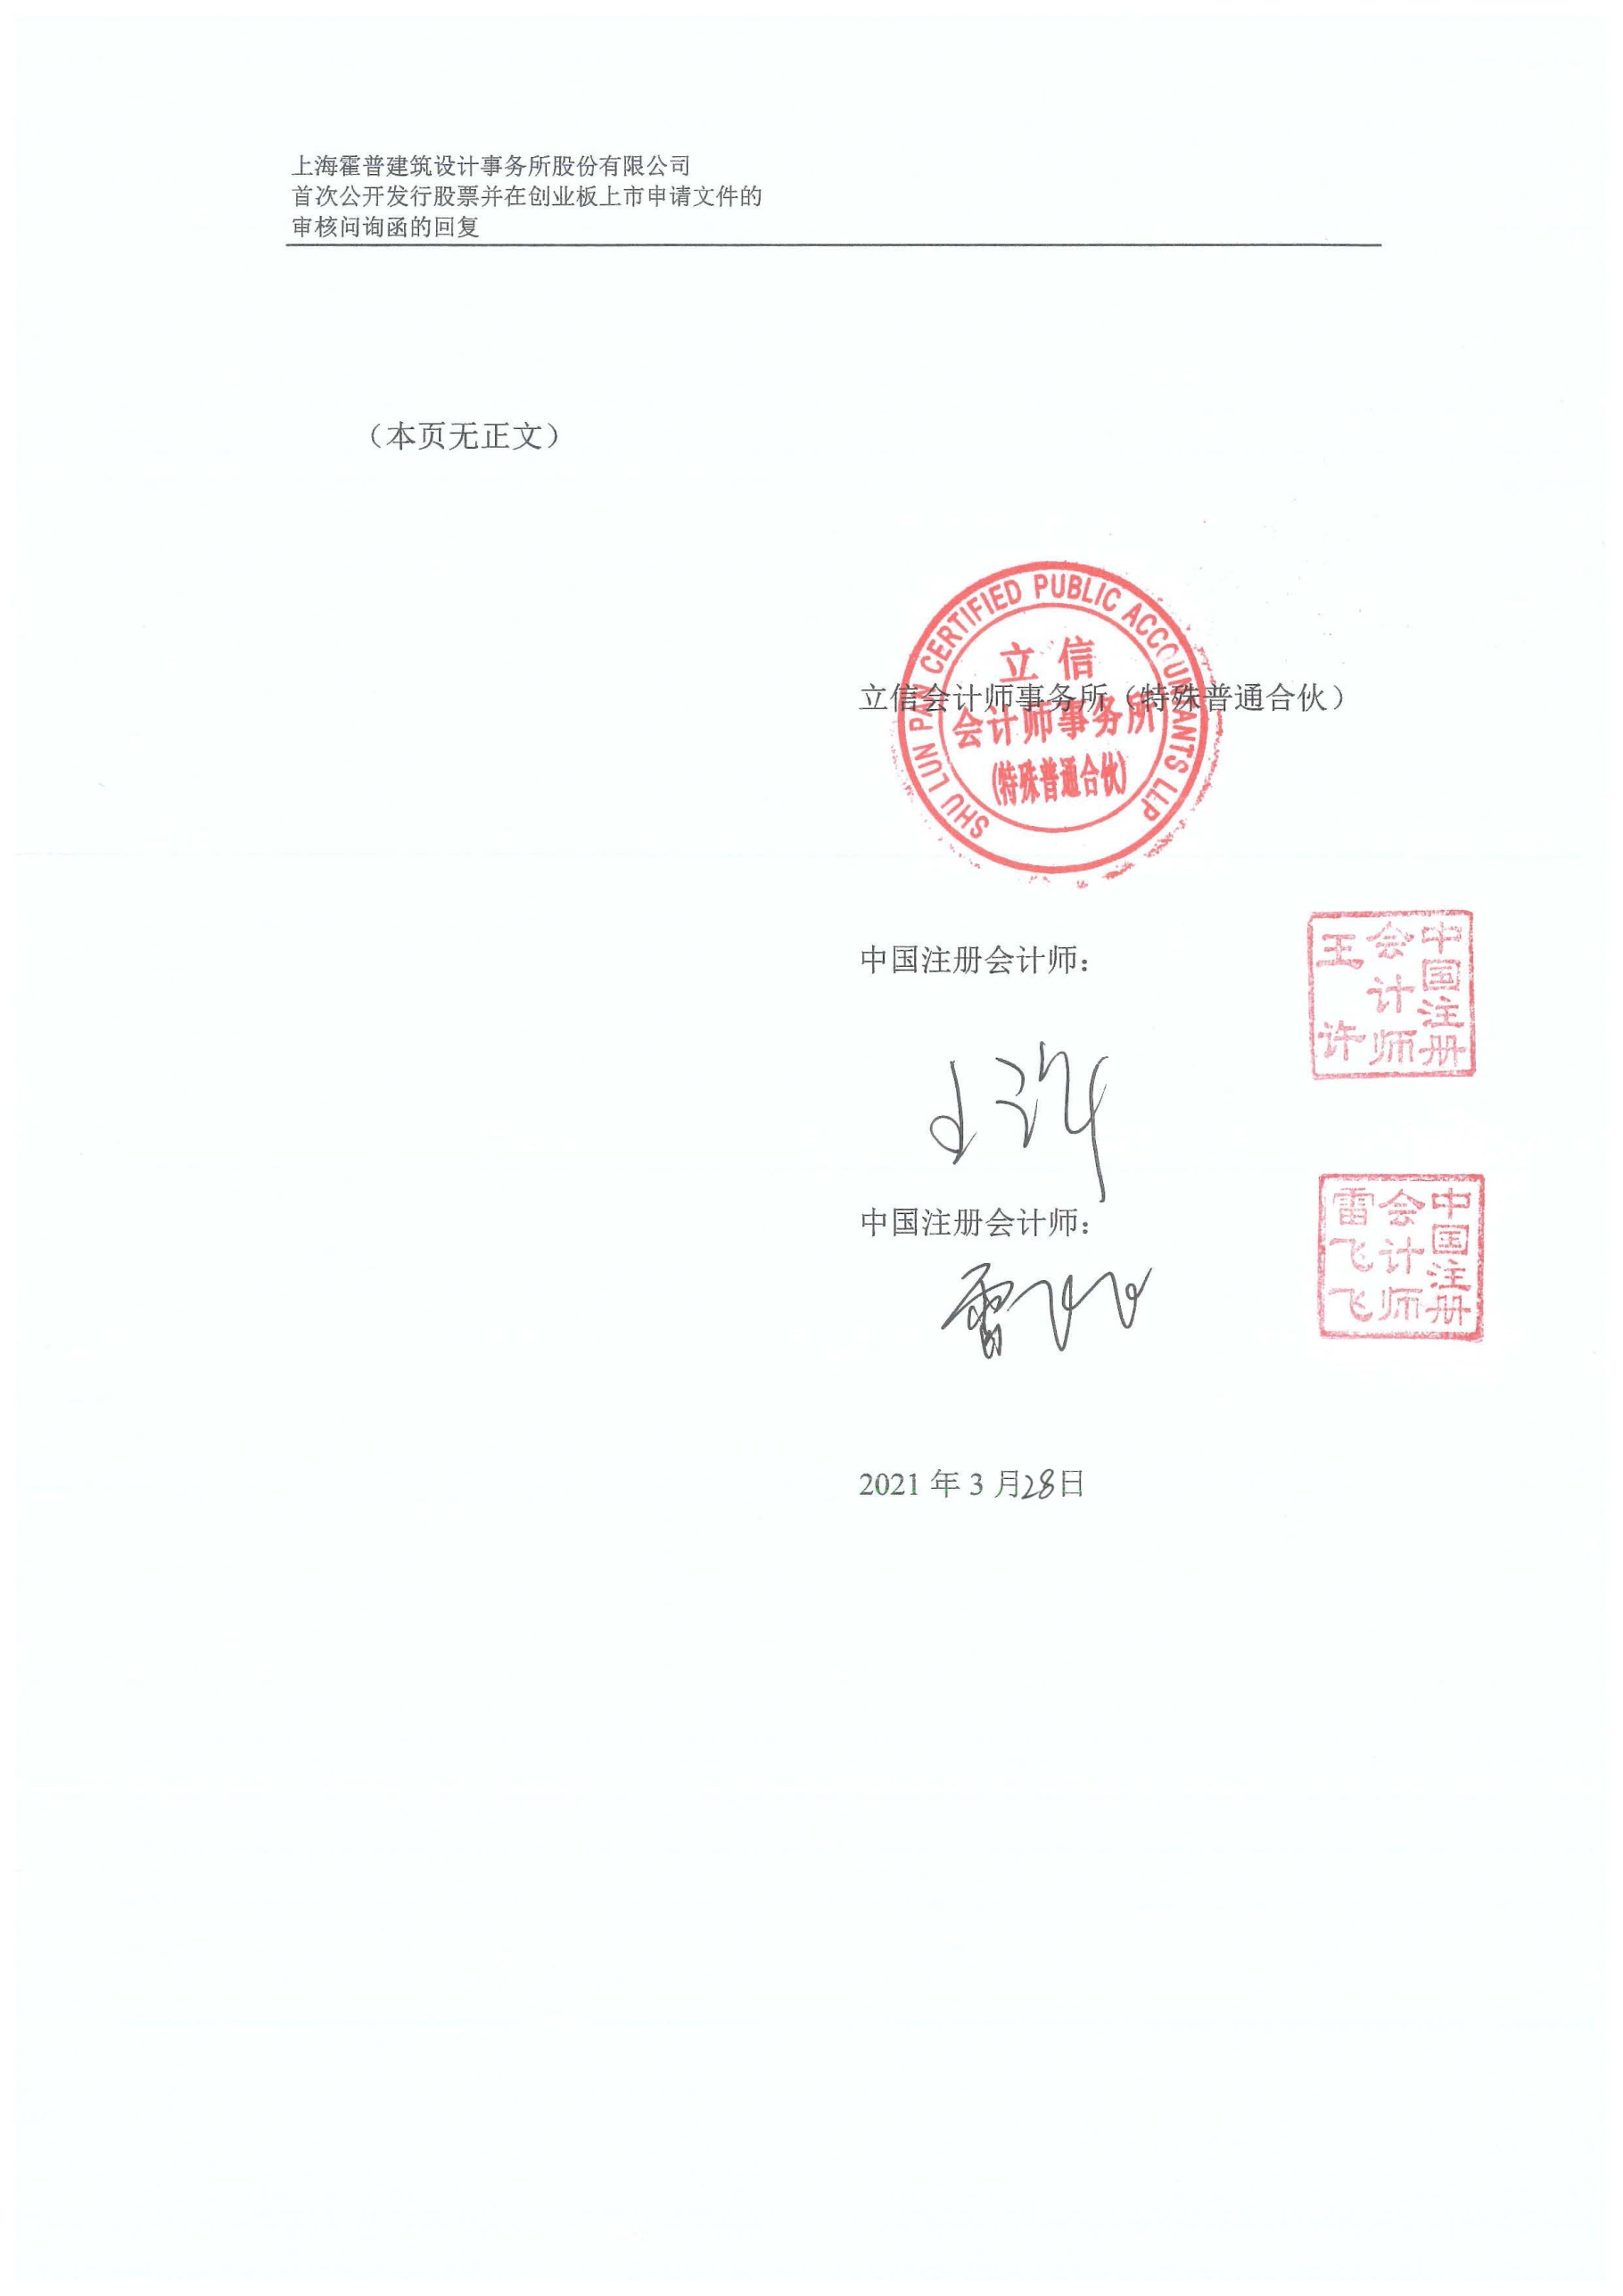 上海霍普建筑设计事务所股份有限公司
首次公开发行股票并在创业板上市申请文件的
审核问询函的回复
（本页无正文）
SHU LUN PAN CERTIFIED PUBLIC ACCOUNTANTS LLP
立信
会计师事务所
(特殊普通合伙)
立信会计师事务所（特殊普通合伙）
中国注册会计师：
中国注册
会计师
王许
王许
中国注册会计师：
中国注册
会计师
雷飞飞
雷飞飞
2021 年 3 月28日